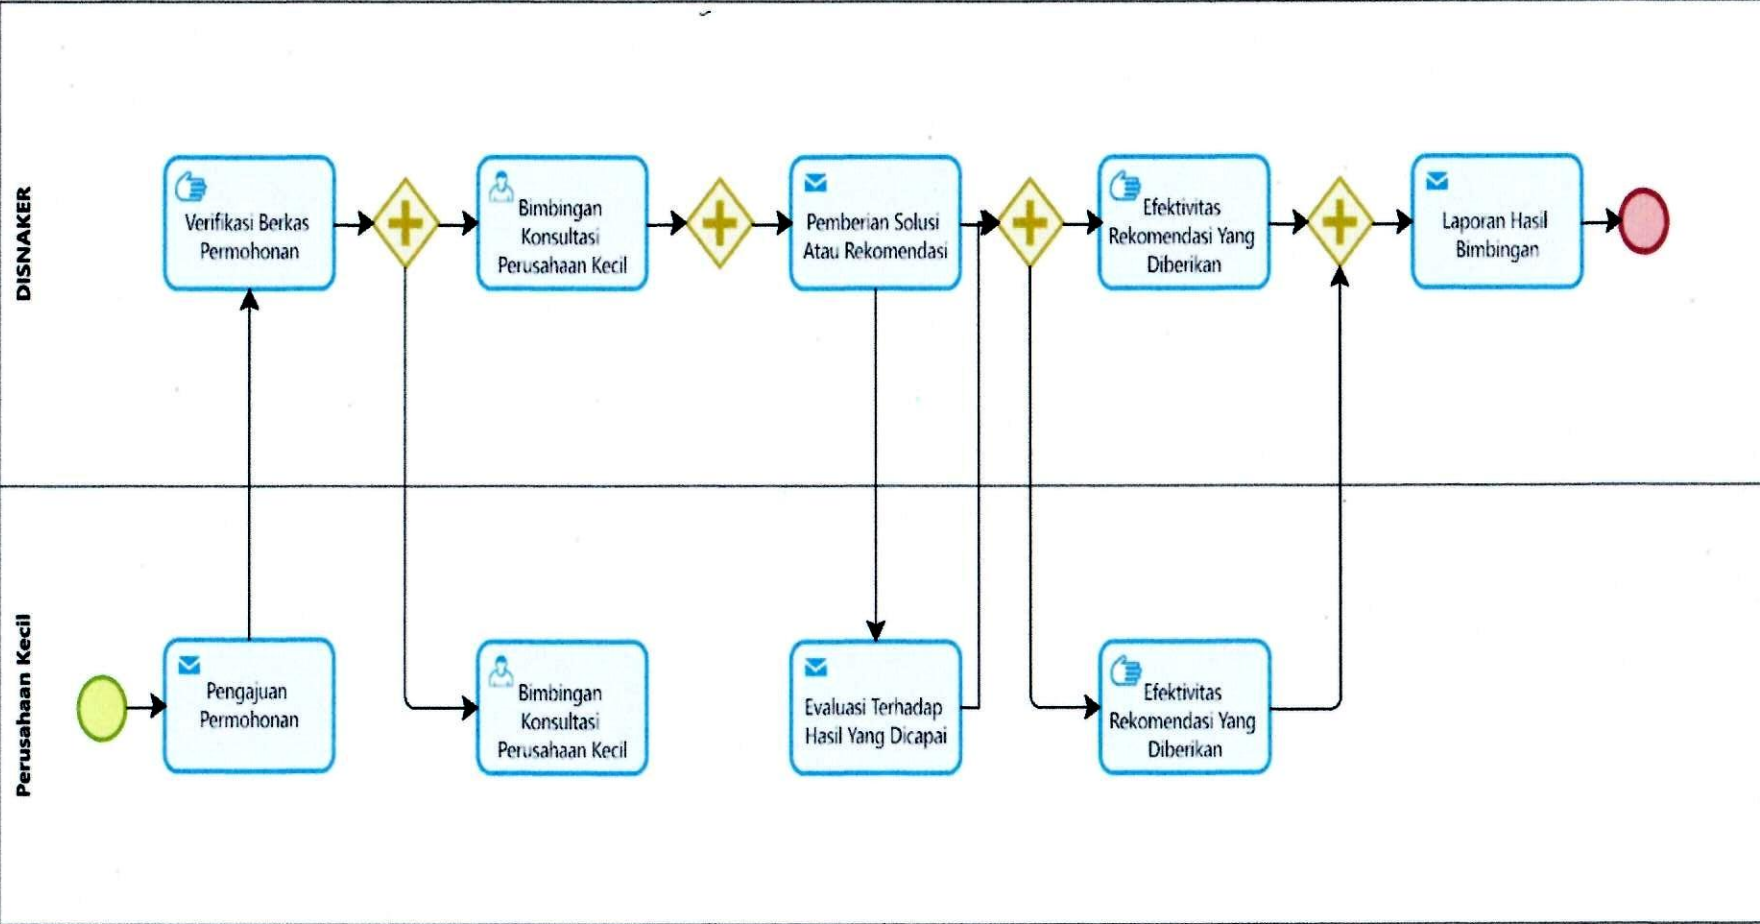 DISNAKER
Verifikasi Berkas
Permohonan
Bimbingan
Konsultasi
Perusahaan Kecil
Pemberian Solusi
Atau Rekomendasi
Efektivitas
Rekomendasi Yang
Diberikan
Laporan Hasil
Bimbingan
Perusahaan Kecil
Pengajuan
Permohonan
Bimbingan
Konsultasi
Perusahaan Kecil
Evaluasi Terhadap
Hasil Yang Dicapai
Efektivitas
Rekomendasi Yang
Diberikan